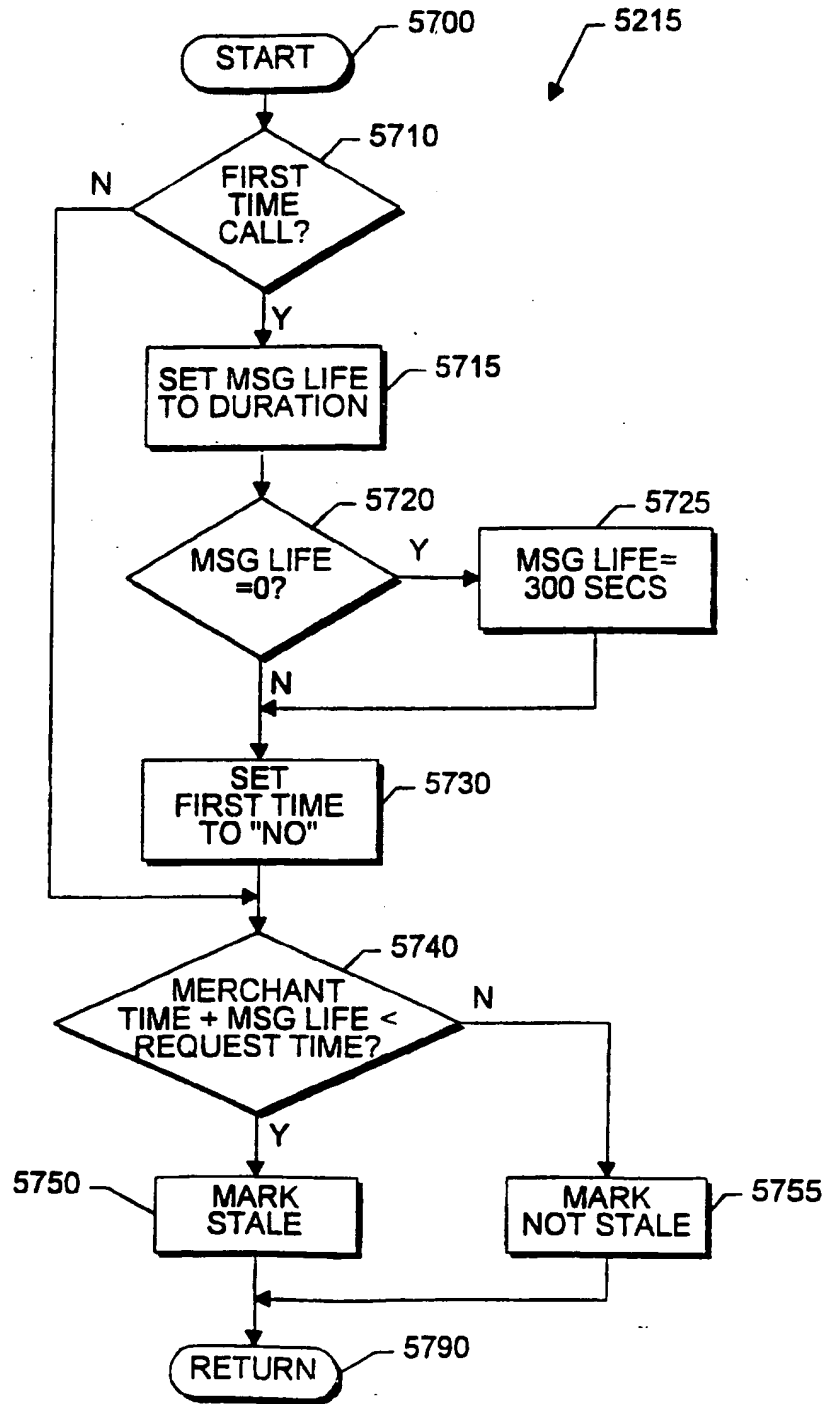 5700
5215
START
5710
N
FIRST
TIME
CALL?
Y
SET MSG LIFE
TO DURATION
5715
5720
5725
MSG LIFE
=0?
Y
MSG LIFE=
300 SECS
N
SET
FIRST TIME
TO "NO"
5730
5740
MERCHANT
TIME + MSG LIFE <
REQUEST TIME?
N
Y
5750
MARK
STALE
MARK
NOT STALE
5755
RETURN
5790